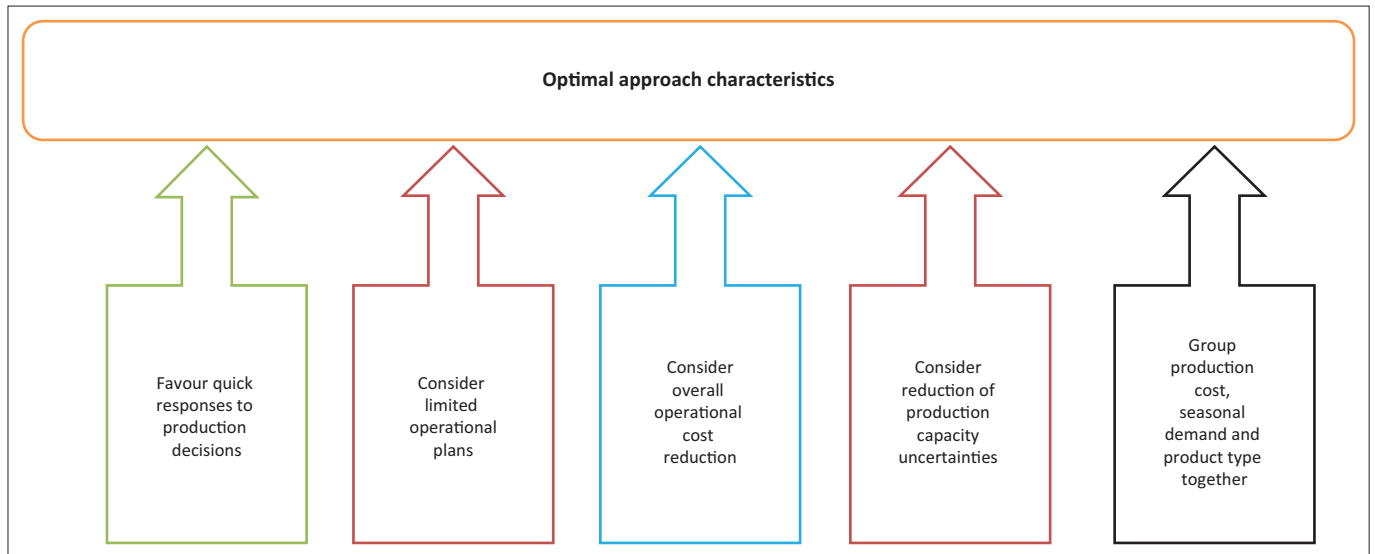 Optimal approach characteristics
Favour quick
responses to
production
decisions
Consider
limited
operational
plans
Consider
overall
operational
cost
reduction
Consider
reduction of
production
capacity
uncertainties
Group
production
cost,
seasonal
demand and
product type
together